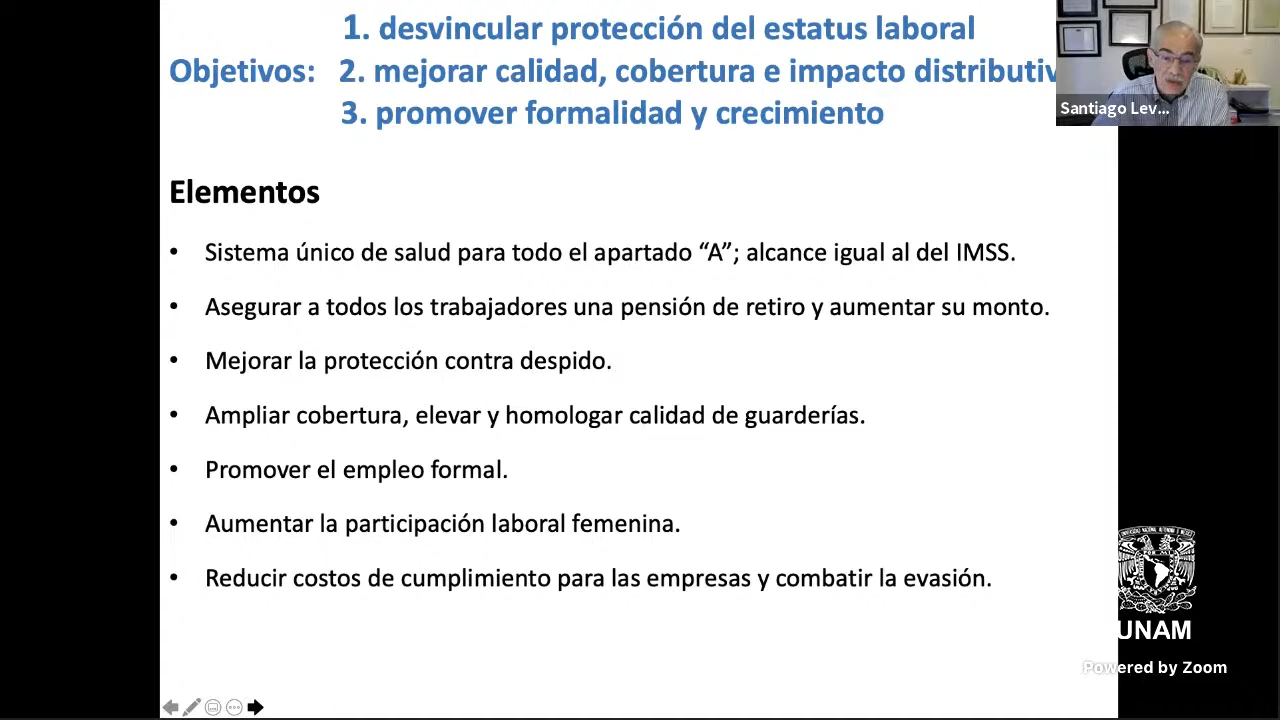 1. desvincular protección del estatus laboral
Objetivos: 2. mejorar calidad, cobertura e impacto distributiv
3. promover formalidad y crecimiento
Santiago Lev...
Elementos
• Sistema único de salud para todo el apartado “A”; alcance igual al del IMSS.
• Asegurar a todos los trabajadores una pensión de retiro y aumentar su monto.
• Mejorar la protección contra despido.
• Ampliar cobertura, elevar y homologar calidad de guarderías.
• Promover el empleo formal.
• Aumentar la participación laboral femenina.
• Reducir costos de cumplimiento para las empresas y combatir la evasión.
UNAM
Powered by Zoom